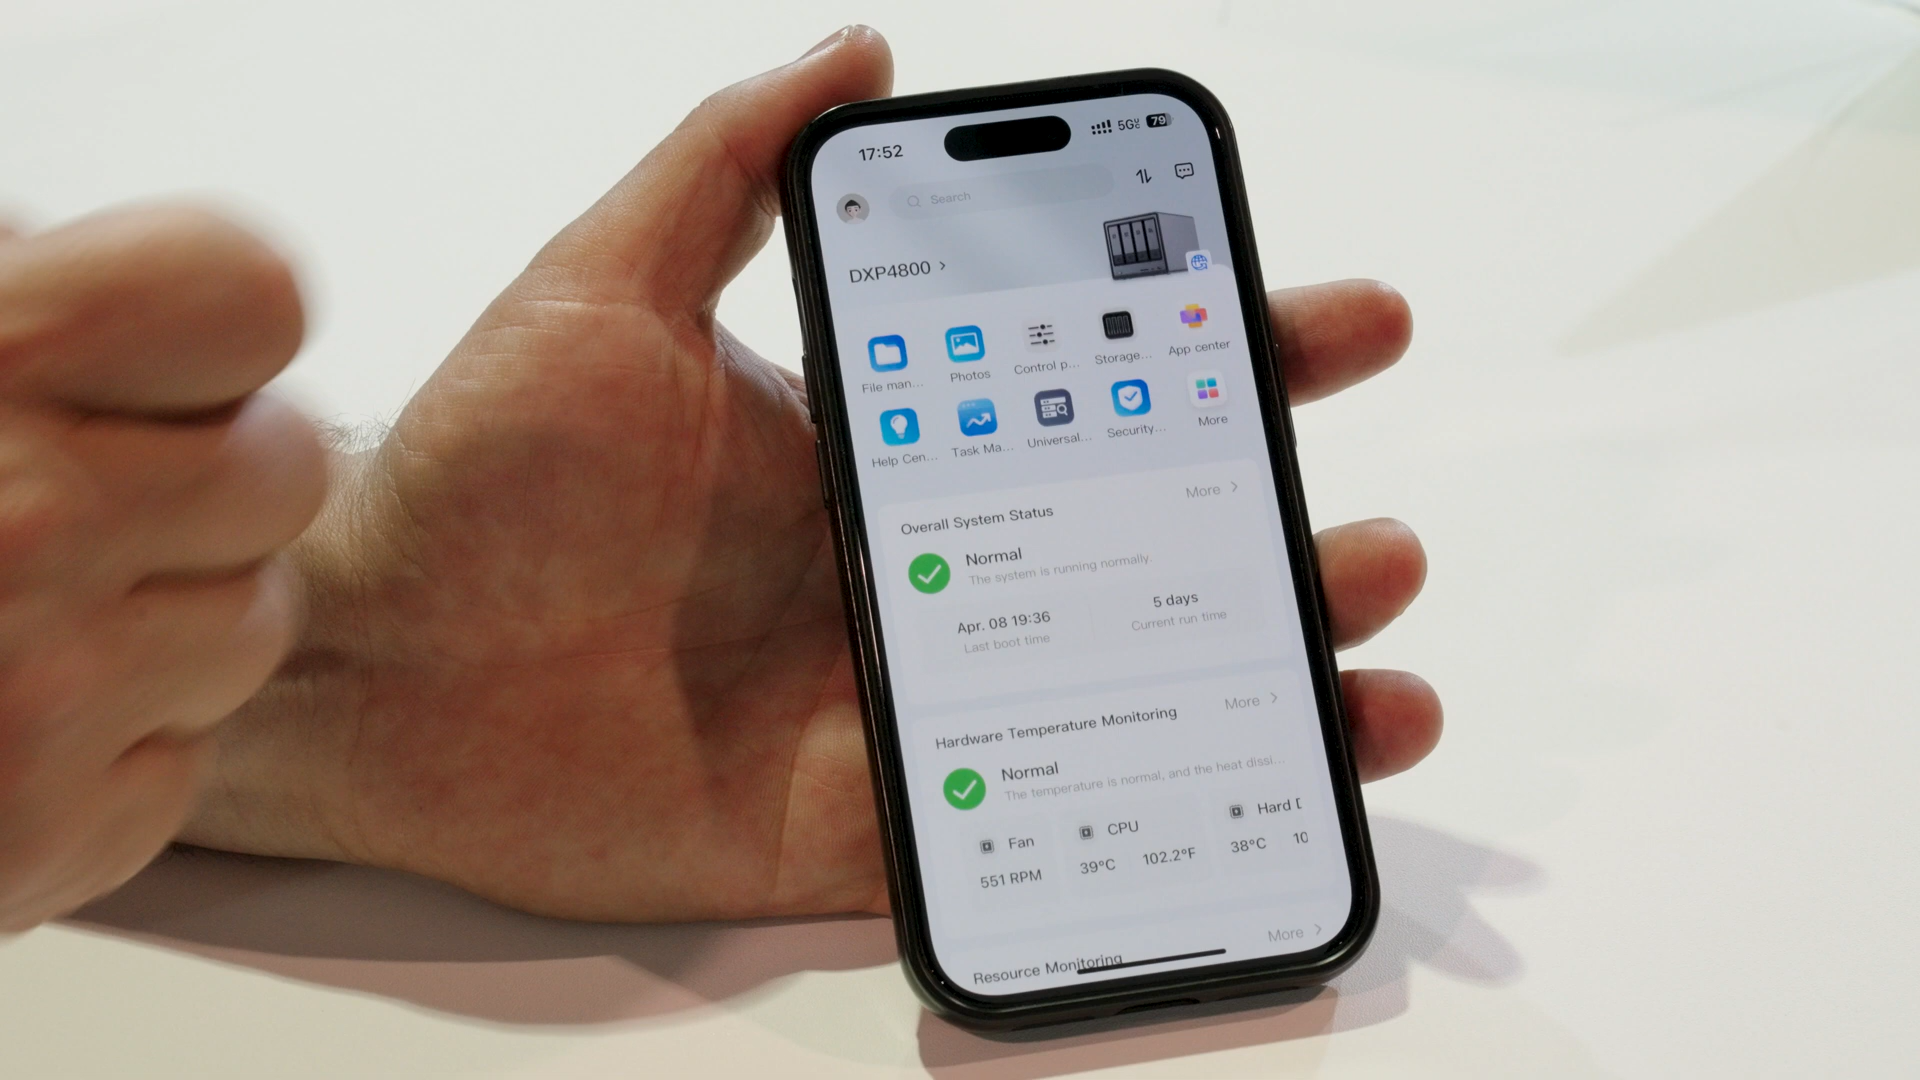 17:52 5G 79
Search
DXP4800 >
File man... Photos Control p... Storage... App center
Help Cen... Task Ma... Universal... Security... More
Overall System Status More >
Normal
The system is running normally.
Apr. 08 19:36 5 days
Last boot time Current run time
Hardware Temperature Monitoring More >
Normal
The temperature is normal, and the heat dissi...
Fan CPU Hard D
551 RPM 39°C 102.2°F 38°C 10
Resource Monitoring More >